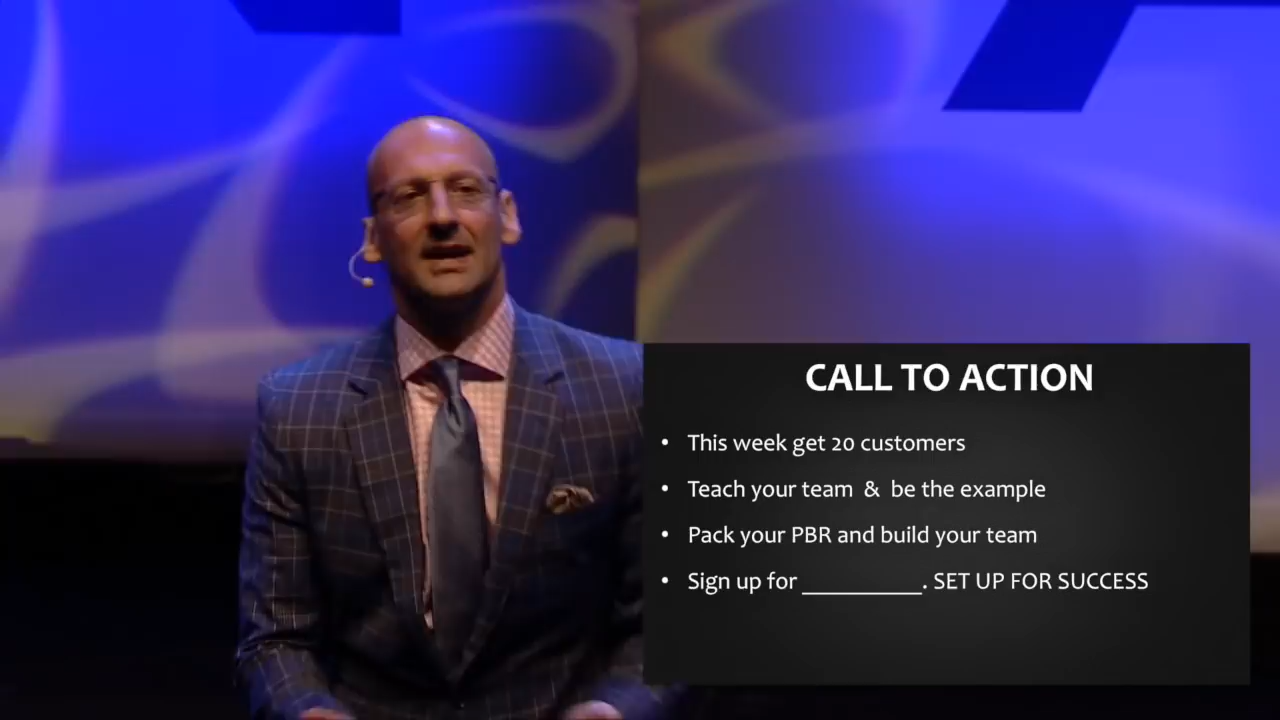 CALL TO ACTION
• This week get 20 customers
• Teach your team & be the example
• Pack your PBR and build your team
• Sign up for __________. SET UP FOR SUCCESS